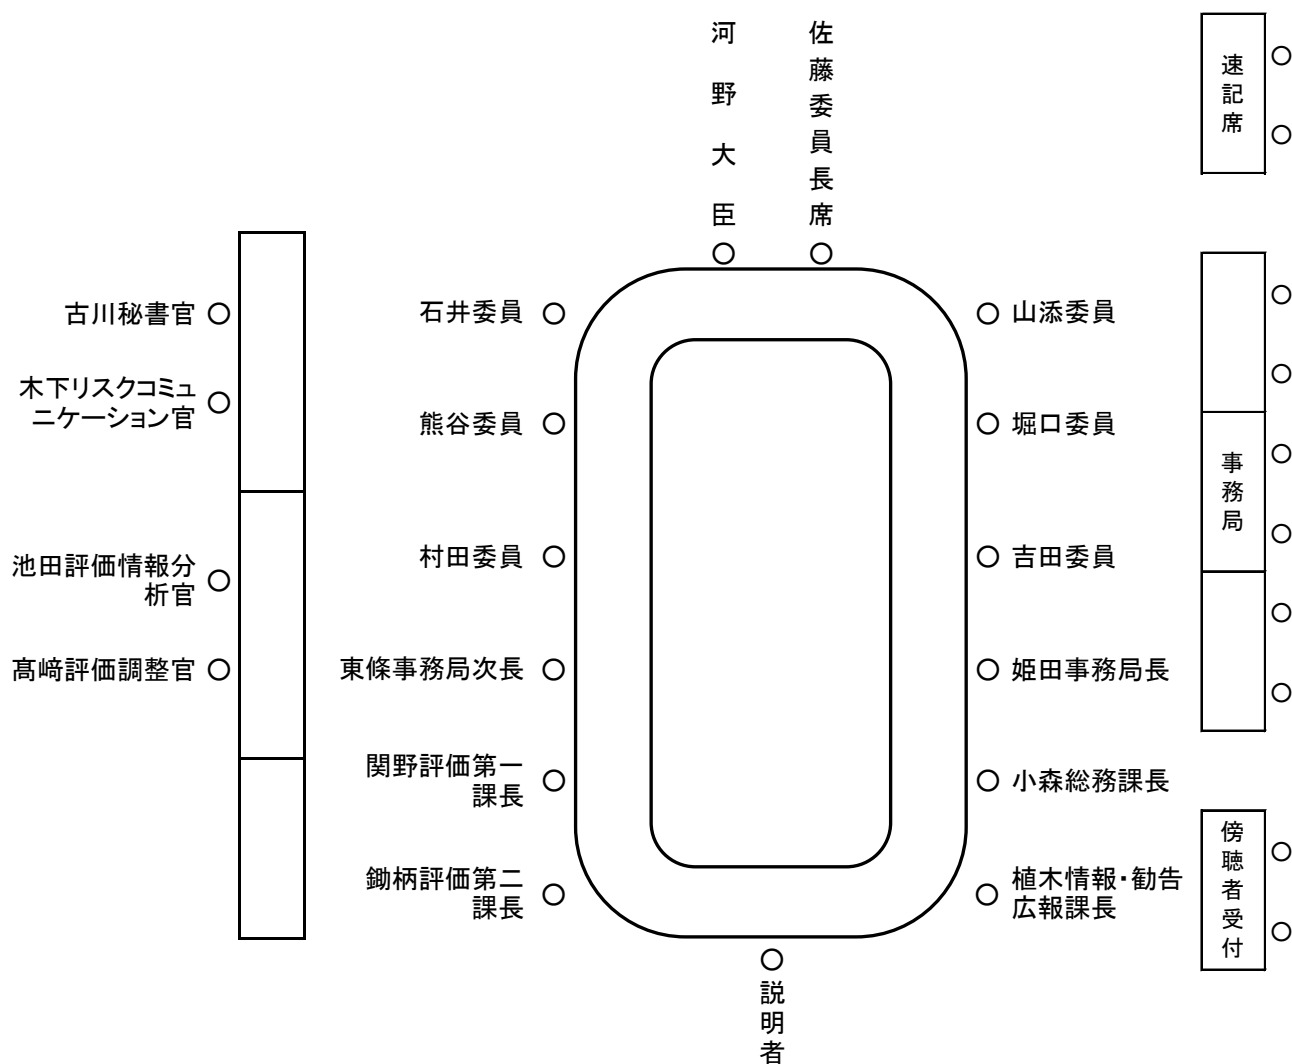 河野大臣
佐藤委員長席
速記席
古川秘書官
木下リスクコミュ
ニケーション官
池田評価情報分
析官
髙﨑評価調整官
石井委員
熊谷委員
村田委員
東條事務局次長
関野評価第一
課長
鋤柄評価第二
課長
山添委員
堀口委員
吉田委員
姫田事務局長
小森総務課長
植木情報・勧告
広報課長
事務局
傍聴者受付
説明者